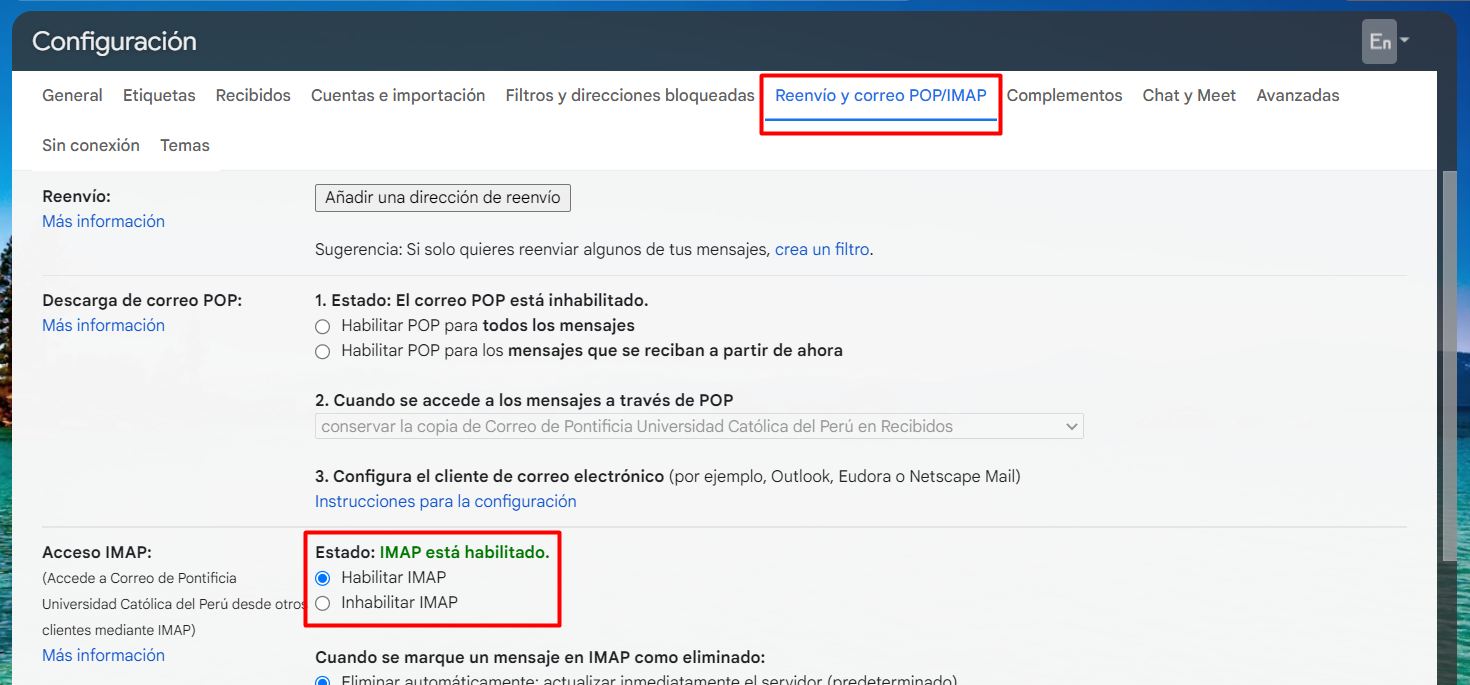 Configuración
En
General Etiquetas Recibidos Cuentas e importación Filtros y direcciones bloqueadas Reenvío y correo POP/IMAP Complementos Chat y Meet Avanzadas
Sin conexión Temas
Reenvío:
Añadir una dirección de reenvío
Más información
Sugerencia: Si solo quieres reenviar algunos de tus mensajes, crea un filtro.
Descarga de correo POP:
1. Estado: El correo POP está inhabilitado.
Más información
Habilitar POP para todos los mensajes
Habilitar POP para los mensajes que se reciban a partir de ahora
2. Cuando se accede a los mensajes a través de POP
conservar la copia de Correo de Pontificia Universidad Católica del Perú en Recibidos
3. Configura el cliente de correo electrónico (por ejemplo, Outlook, Eudora o Netscape Mail)
Instrucciones para la configuración
Acceso IMAP:
(Accede a Correo de Pontificia
Universidad Católica del Perú desde otros
clientes mediante IMAP)
Más información
Estado: IMAP está habilitado.
Habilitar IMAP
Inhabilitar IMAP
Cuando se marque un mensaje en IMAP como eliminado:
Eliminar automáticamente: actualizar inmediatamente el servidor (predeterminado)